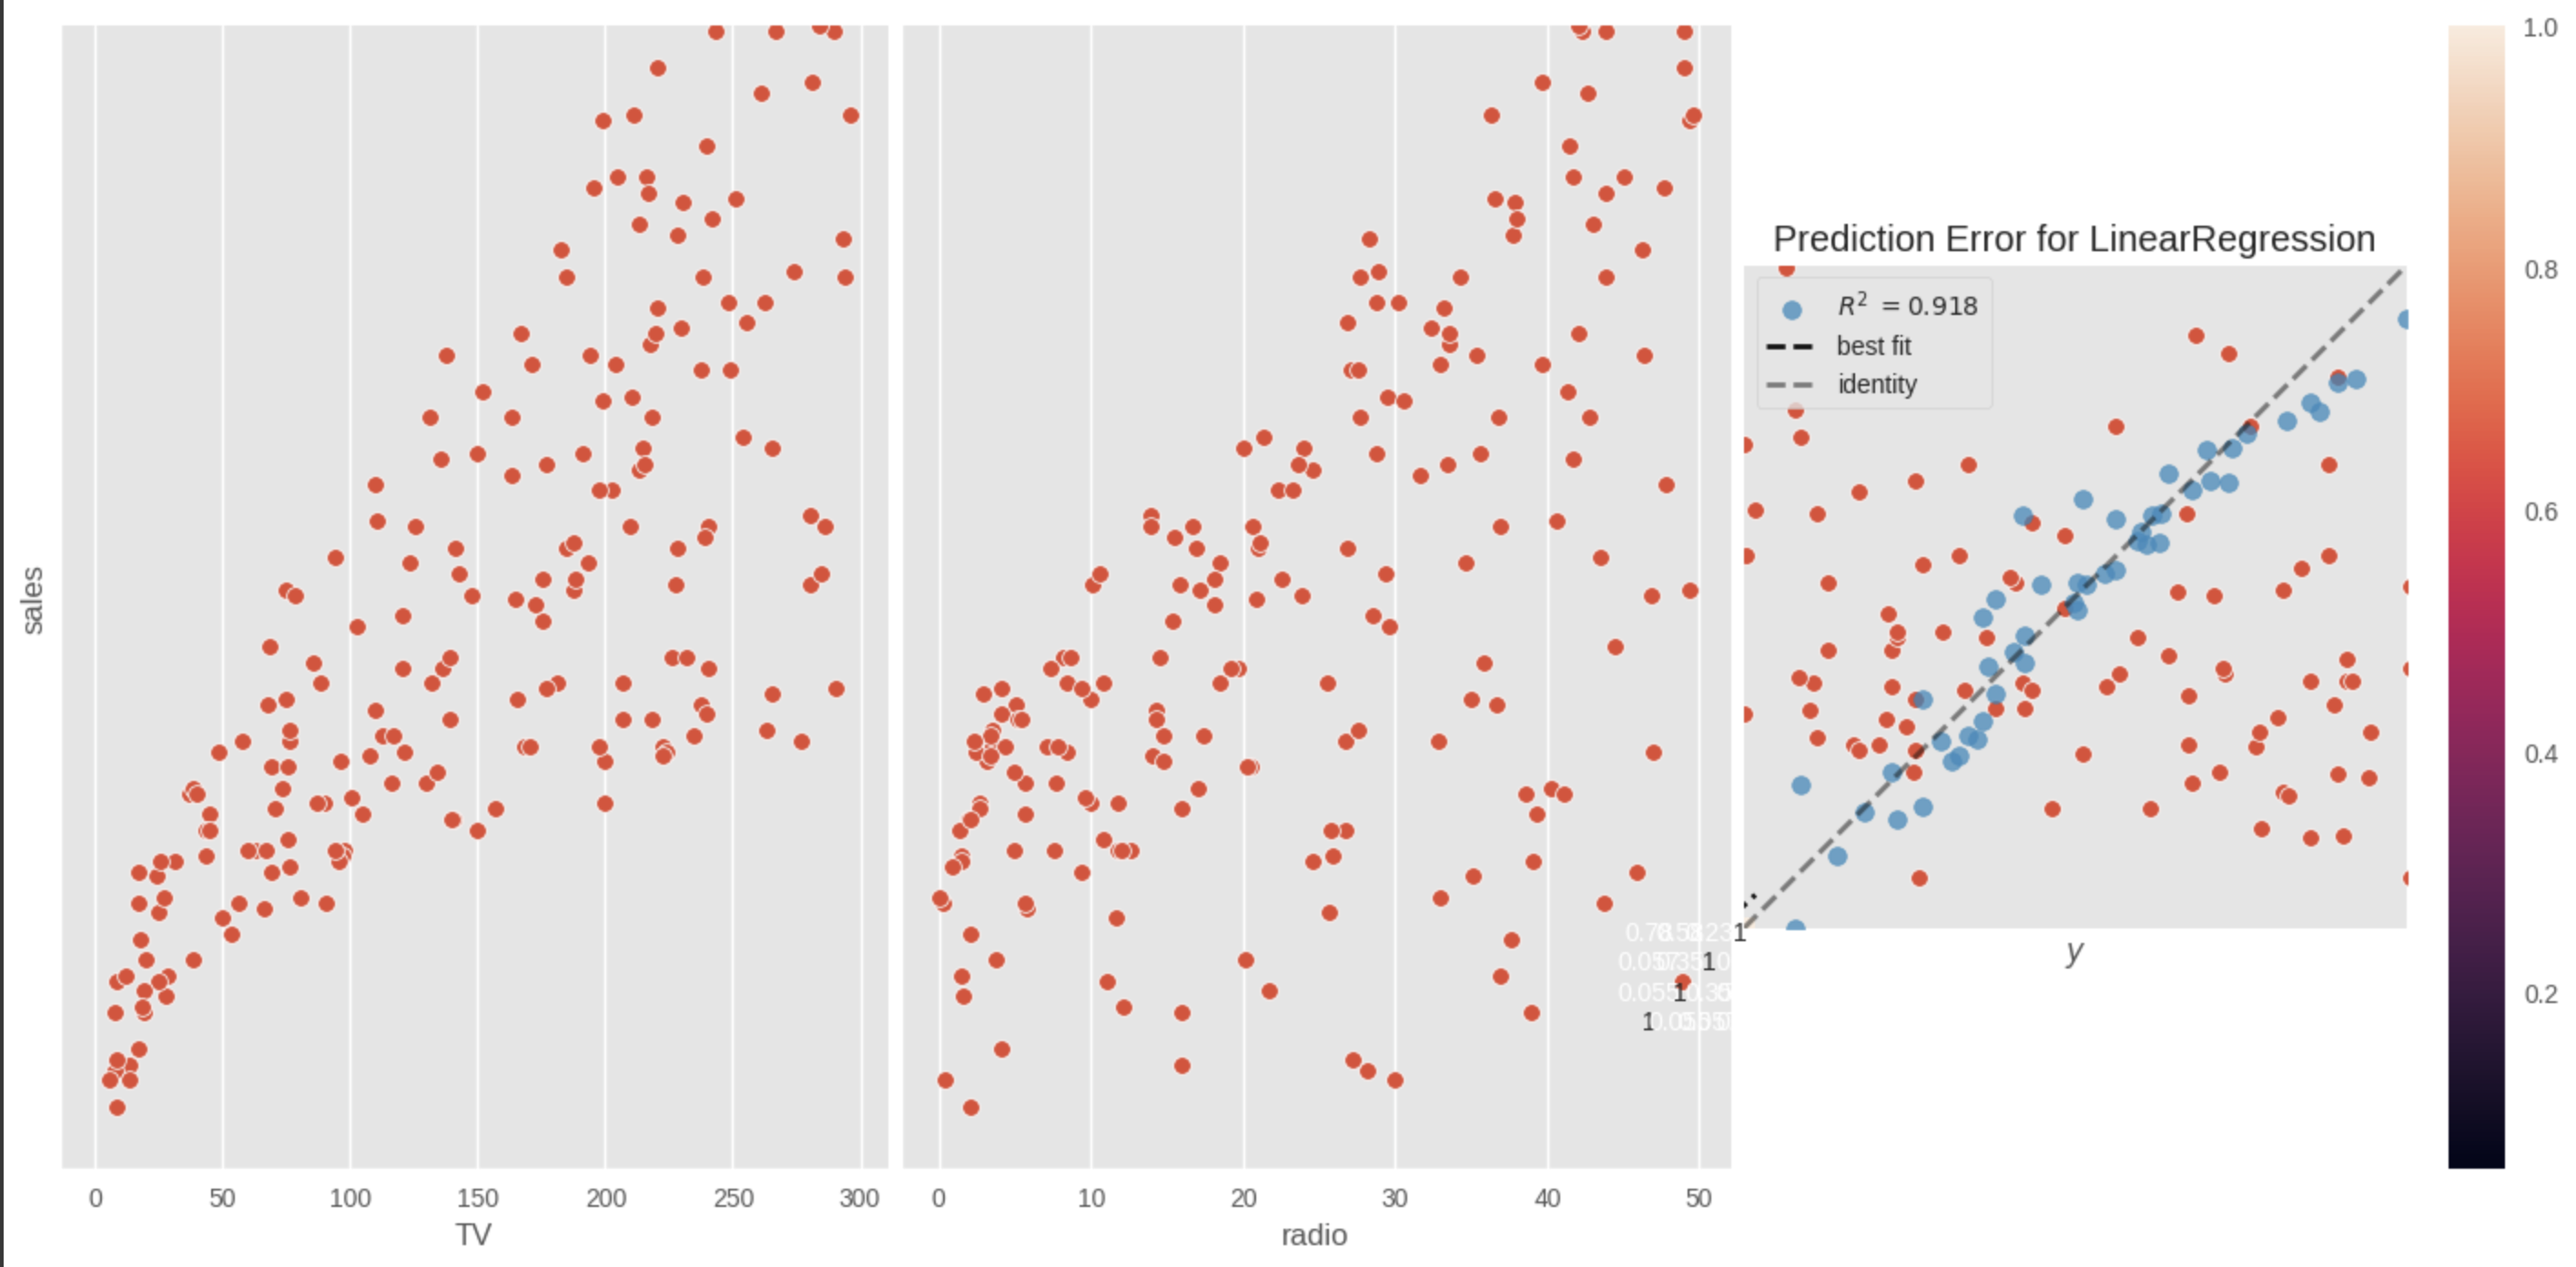 sales
0 50 100 150 200 250 300
TV
0 10 20 30 40 50
radio
1
1
1
1
Prediction Error for LinearRegression
R² = 0.918
best fit
identity
y
1.0
0.8
0.6
0.4
0.2